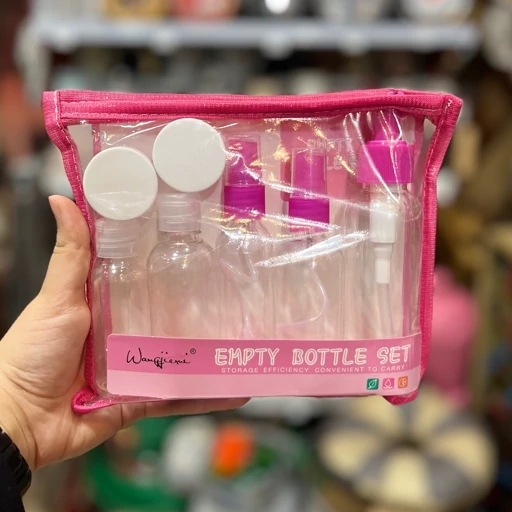 Wangjiemi®
EMPTY BOTTLE SET
STORAGE EFFICIENCY CONVENIENT TO CARRY